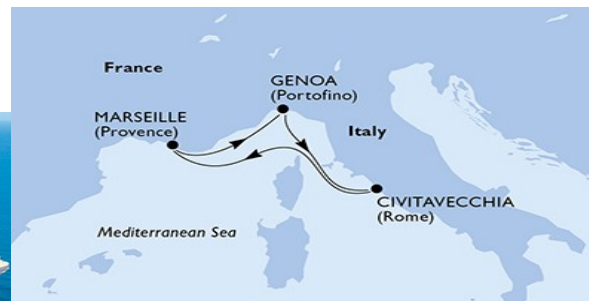 France
GENOA
(Portofino)
MARSEILLE
(Provence)
Italy
CIVITAVECCHIA
(Rome)
Mediterranean Sea